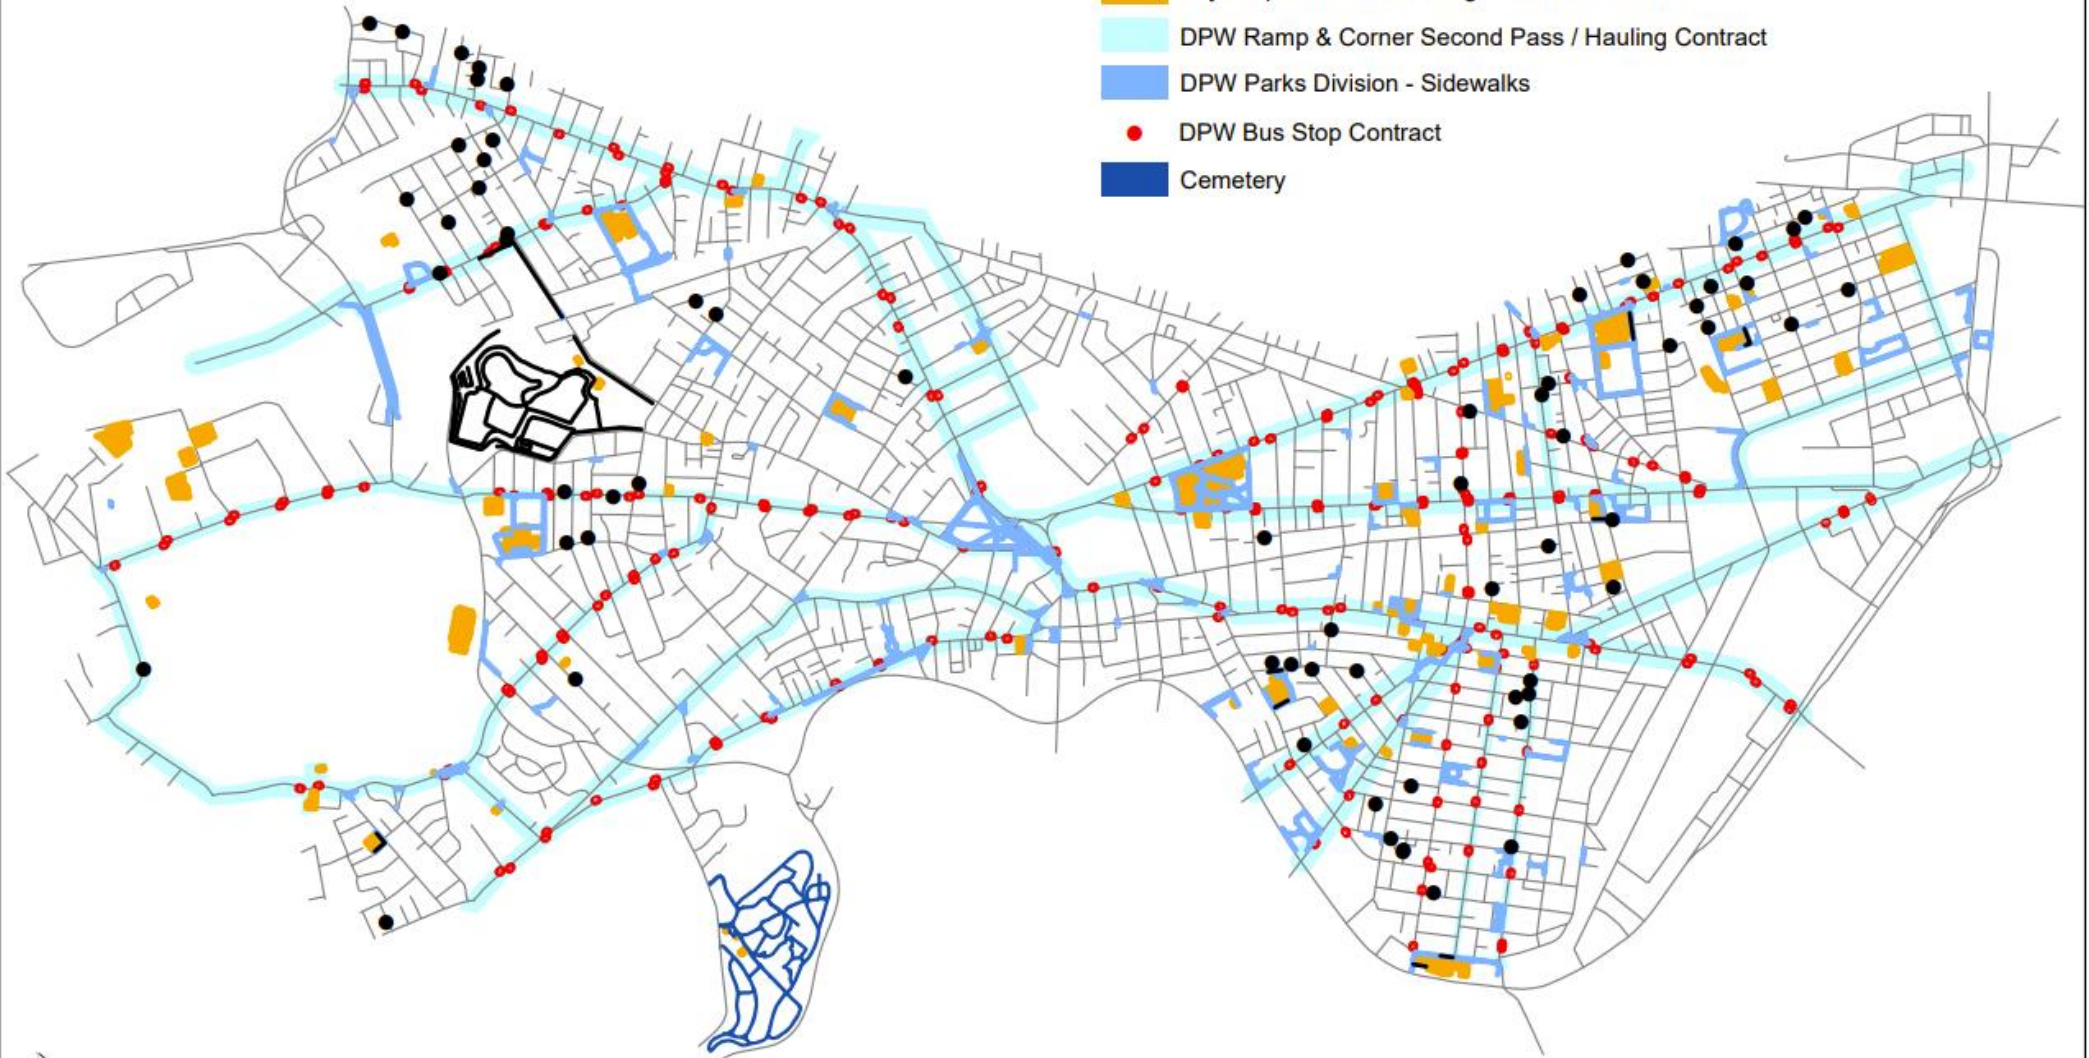 DPW Ramp & Corner Second Pass / Hauling Contract
DPW Parks Division - Sidewalks
DPW Bus Stop Contract
Cemetery